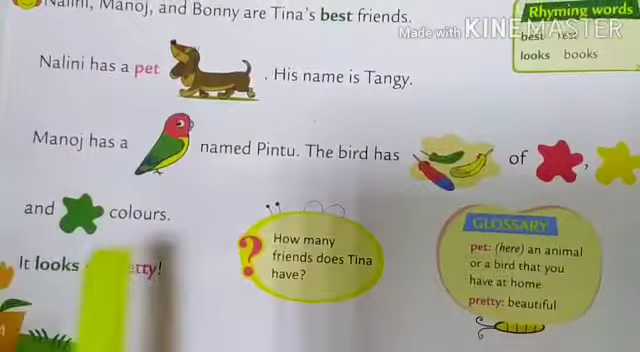 Nalini, Manoj, and Bonny are Tina's best friends.
Made with KINEMASTER
Rhyming words
best rest
looks books
Nalini has a pet . His name is Tangy.
Manoj has a named Pintu. The bird has of ,
and colours.
It looks !
? How many
friends does Tina
have?
GLOSSARY
pet: (here) an animal
or a bird that you
have at home
pretty: beautiful